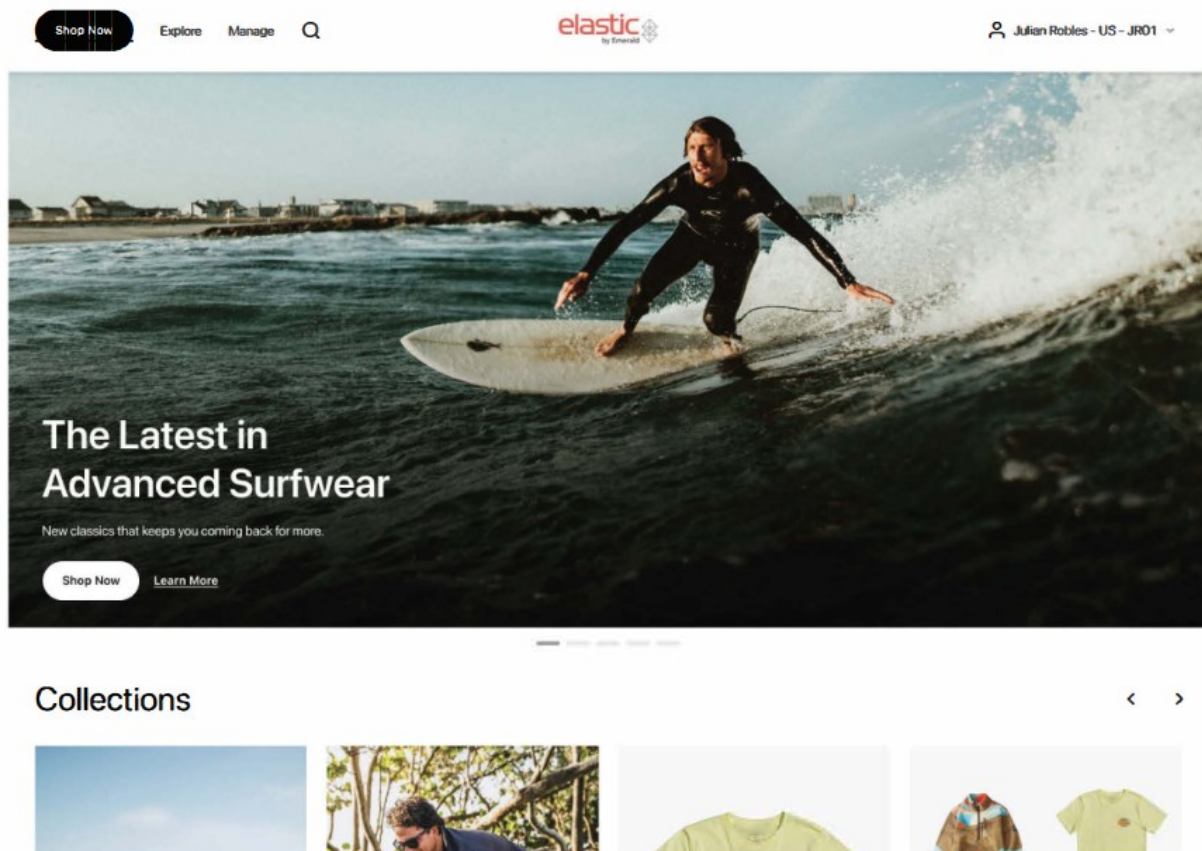 Shop Now
Explore
Manage
elastic
by Emerald
Julian Robles - US - JR01
The Latest in
Advanced Surfwear
New classics that keeps you coming back for more.
Shop Now
Learn More
Collections